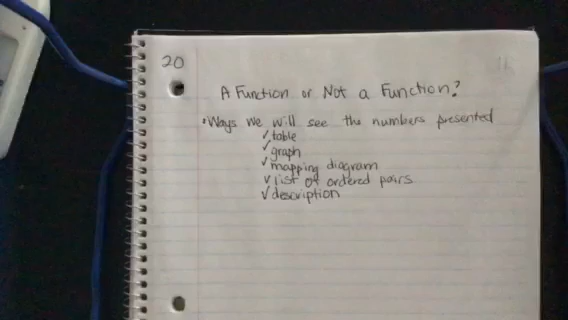 20
A Function or Not a Function?
•Ways we will see the numbers presented
✓table
✓graph
✓mapping diagram
✓list of ordered pairs
✓description